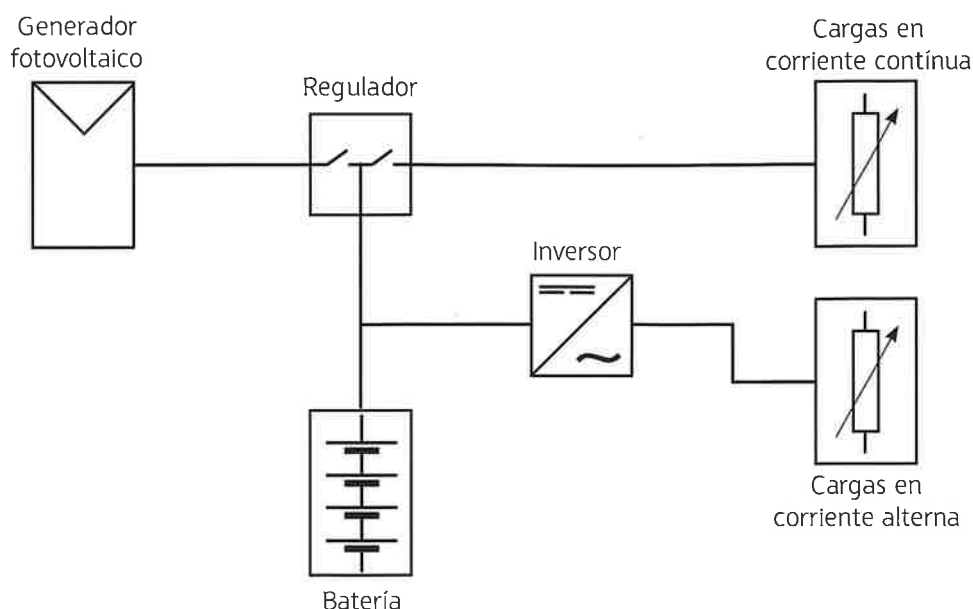 Generador
fotovoltaico
Regulador
Cargas en
corriente contínua
Inversor
Cargas en
corriente alterna
Batería